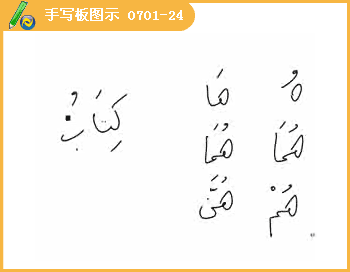 手写板图示 0701-24
هُ هَا
كِتَابُ
هُمَا هُمَا
هُمْ هُنَّ